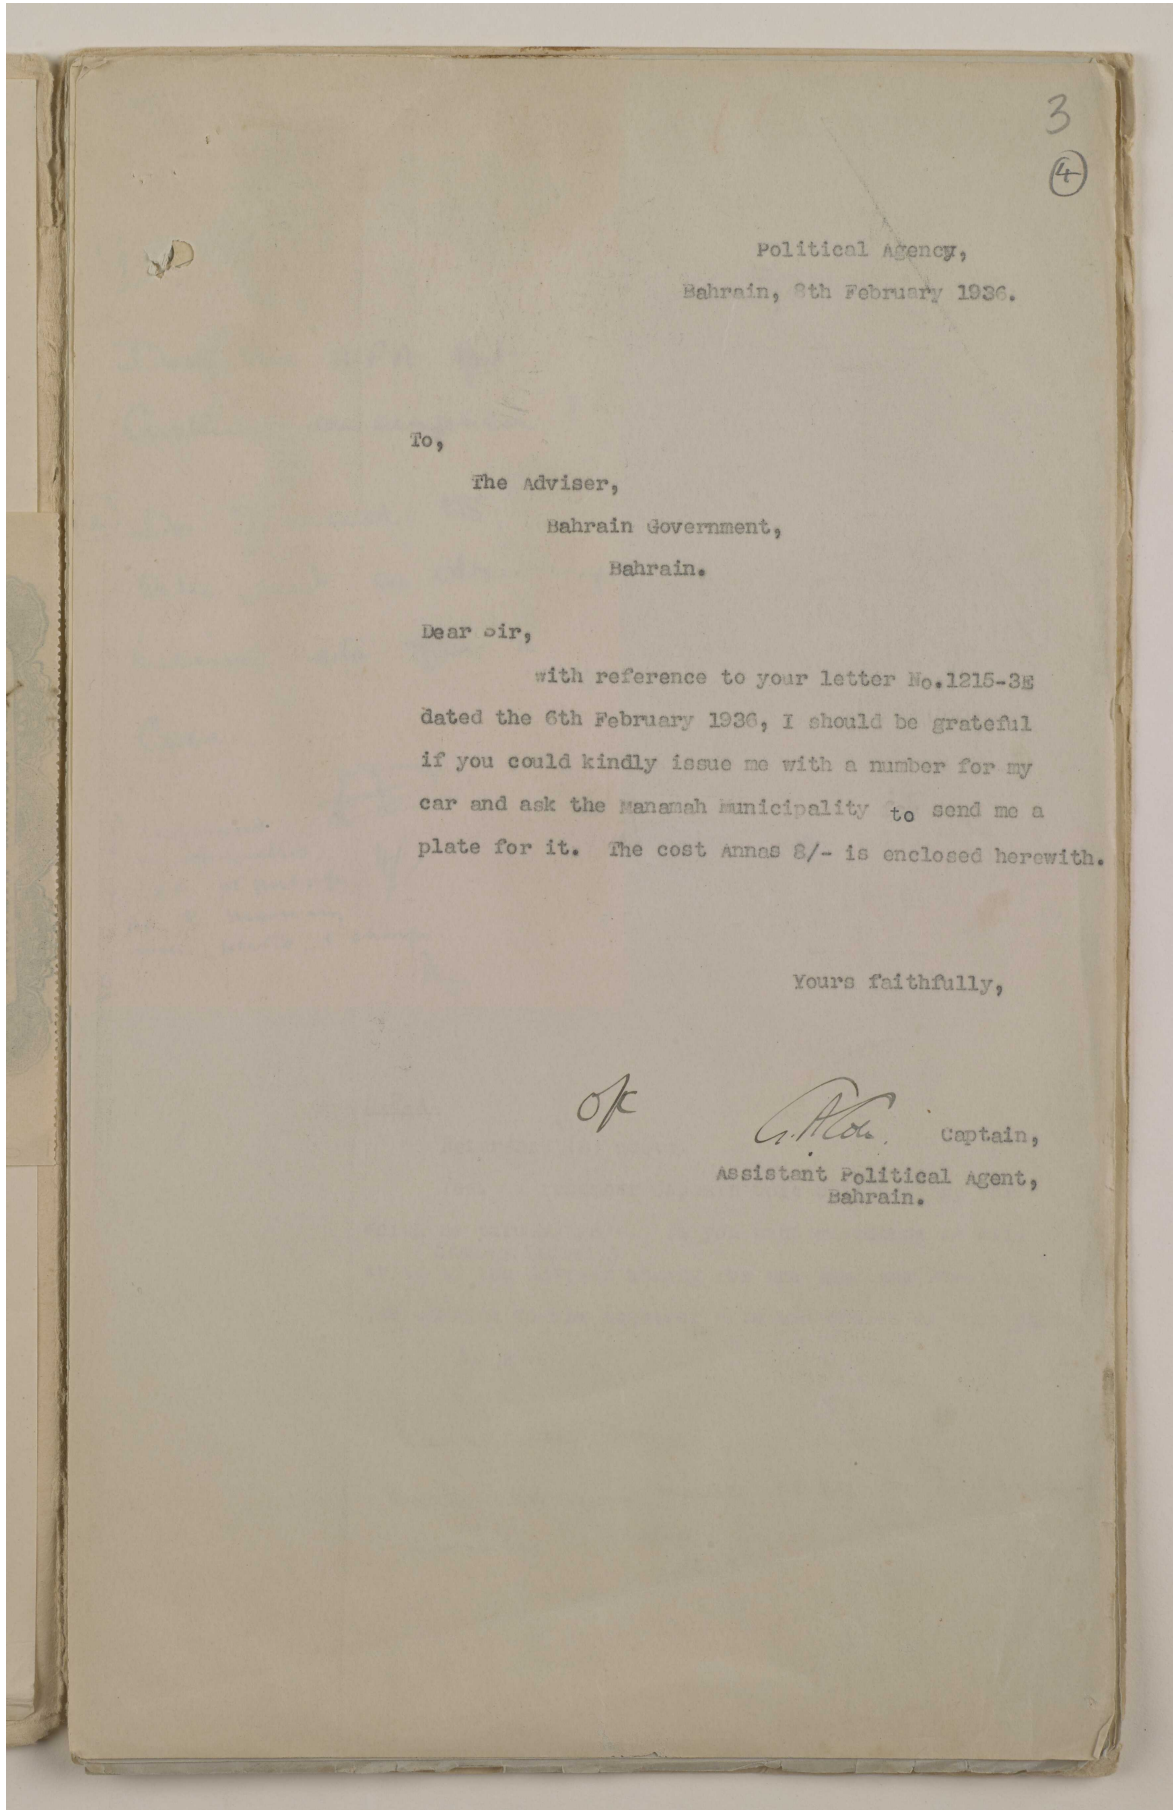 3
4
Political Agency,
Bahrain, 8th February 1936.
To,
The Adviser,
Bahrain Government,
Bahrain.
Dear Sir,
With reference to your letter No.1215-3E
dated the 6th February 1936, I should be grateful
if you could kindly issue me with a number for my
car and ask the Manamah Municipality to send me a
plate for it. The cost Annas 8/- is enclosed herewith.
Yours faithfully,
Captain,
Assistant Political Agent,
Bahrain.